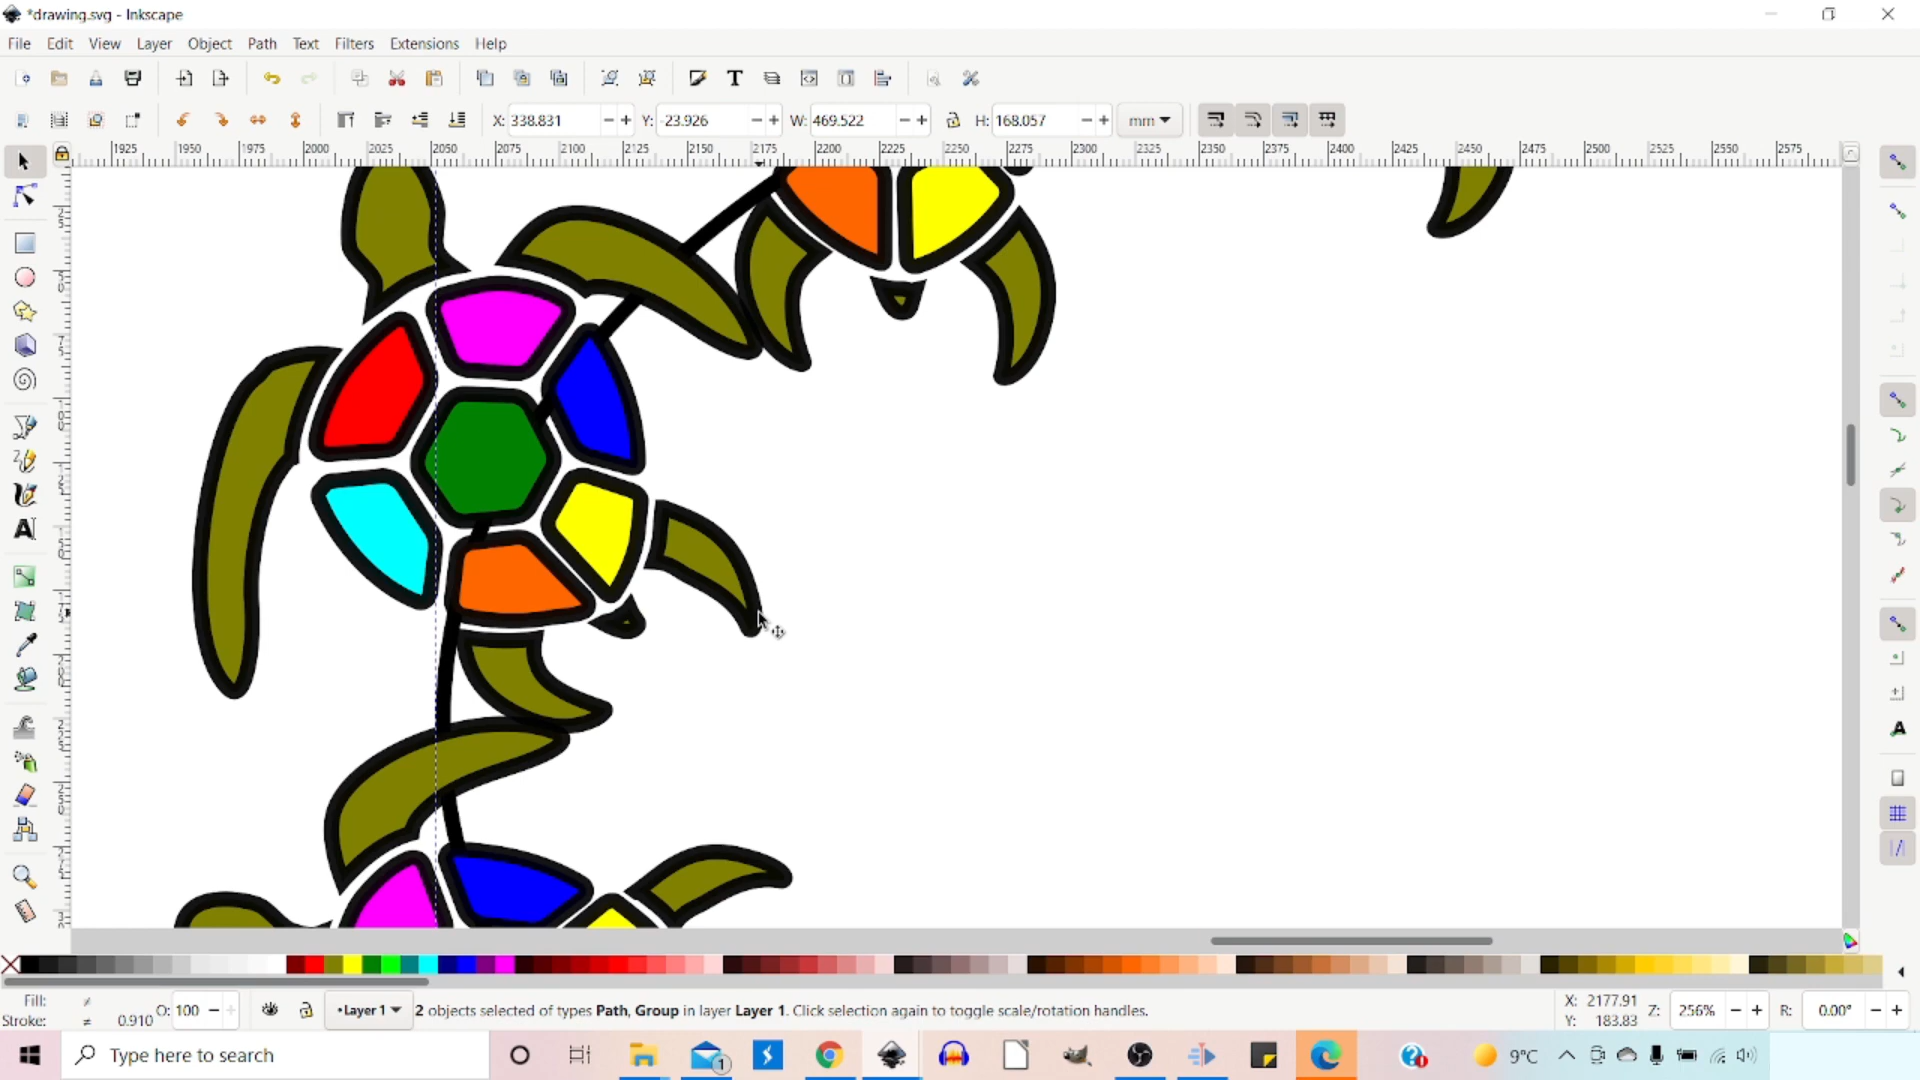 *drawing.svg - Inkscape
File Edit View Layer Object Path Text Filters Extensions Help
X: 338.831 Y: -23.926 W: 469.522 H: 168.057 mm
1925 1950 1975 2000 2025 2050 2075 2100 2125 2150 2175 2200 2225 2250 2275 2300 2325 2350 2375 2400 2425 2450 2475 2500 2525 2550 2575
Fill: O: 100 •Layer 1 2 objects selected of types Path, Group in layer Layer 1. Click selection again to toggle scale/rotation handles. X: 2177.91 Z: 256% R: 0.00°
Stroke: 0.910 Y: 183.83
Type here to search 1 9°C